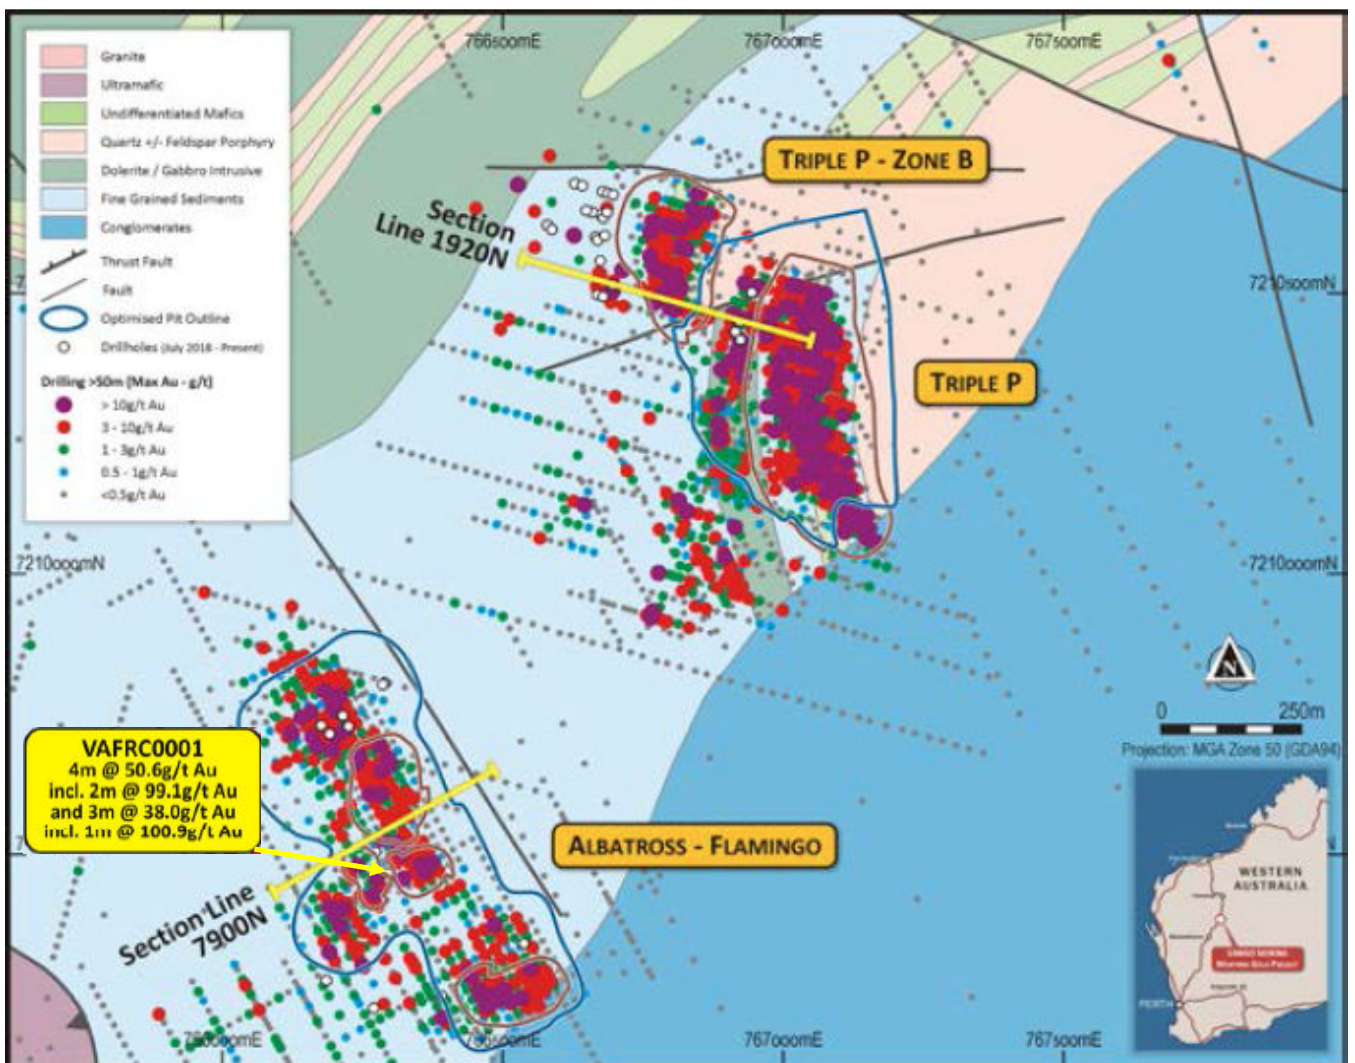 766500mE
767000mE
767500mE
Granite
Ultramafic
Undifferentiated Mafics
Quartz +/- Feldspar Porphyry
Dolerite / Gabbro Intrusive
Fine Grained Sediments
Conglomerates
Thrust Fault
Fault
Optimised Pit Outline
Drillholes (July 2018 - Present)
Drilling >50m (Max Au - g/t)
> 10g/t Au
3 - 10g/t Au
1 - 3g/t Au
0.5 - 1g/t Au
<0.5g/t Au
TRIPLE P - ZONE B
Section
Line 1920N
7210500mN
TRIPLE P
7210000mN
7210000mN
N
0 250m
Projection: MGA Zone 50 (GDA94)
VAFRC0001
4m @ 50.6g/t Au
incl. 2m @ 99.1g/t Au
and 3m @ 38.0g/t Au
incl. 1m @ 100.9g/t Au
ALBATROSS - FLAMINGO
Section Line
7900N
WESTERN
AUSTRALIA
PERTH
766500mE
767000mE
767500mE